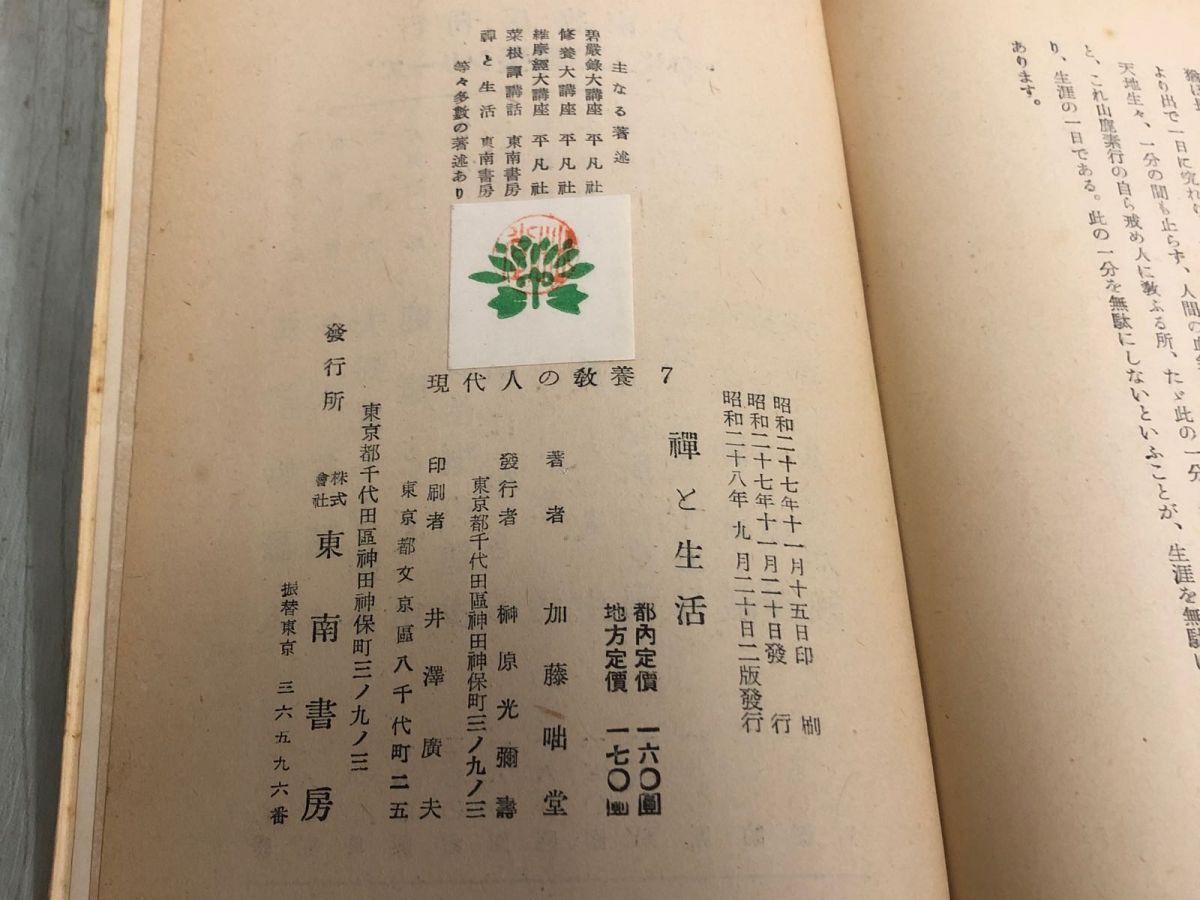 より出で一日に究
天地生々、一分の間も止らず、人間の
と、これ山鹿素行の自ら戒め人に敎ふる所、たゞ此の一分
り、生涯の一日である。此の一分を無駄にしないといふことが、生涯を無駄
あります。
主なる著述
碧巖錄大講座 平凡社
修養大講座 平凡社
維摩經大講座 平凡社
菜根譚講話 東南書房
禪と生活 東南書房
等々多數の著述あり
現代人の敎養 7
昭和二十七年十一月十五日印刷
昭和二十七年十一月二十日發行
昭和二十八年九月二十日二版發行
禪と生活
都內定價 一六〇圓
地方定價 一七〇圓
著者 加藤咄堂
發行者 榊原光彌壽
東京都千代田區神田神保町三ノ九ノ三
印刷者 井澤廣夫
東京都文京區八千代町二五
東京都千代田區神田神保町三ノ九ノ三
發行所 株式會社 東南書房
振替東京 三六五九六番